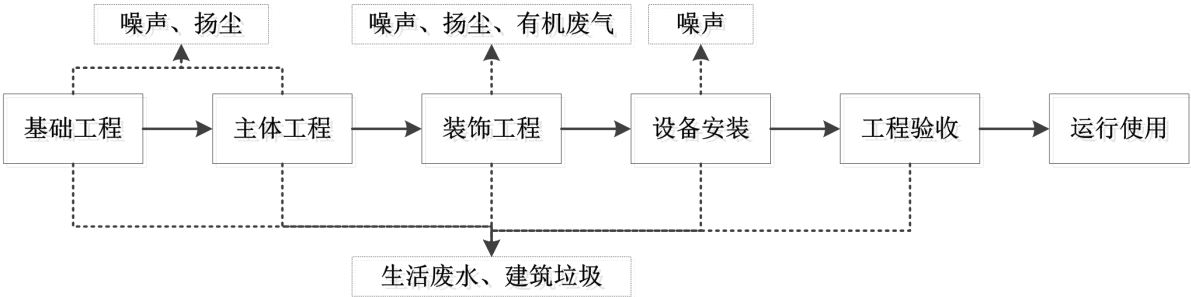 噪声、扬尘
噪声、扬尘、有机废气
噪声
基础工程
主体工程
装饰工程
设备安装
工程验收
运行使用
生活废水、建筑垃圾